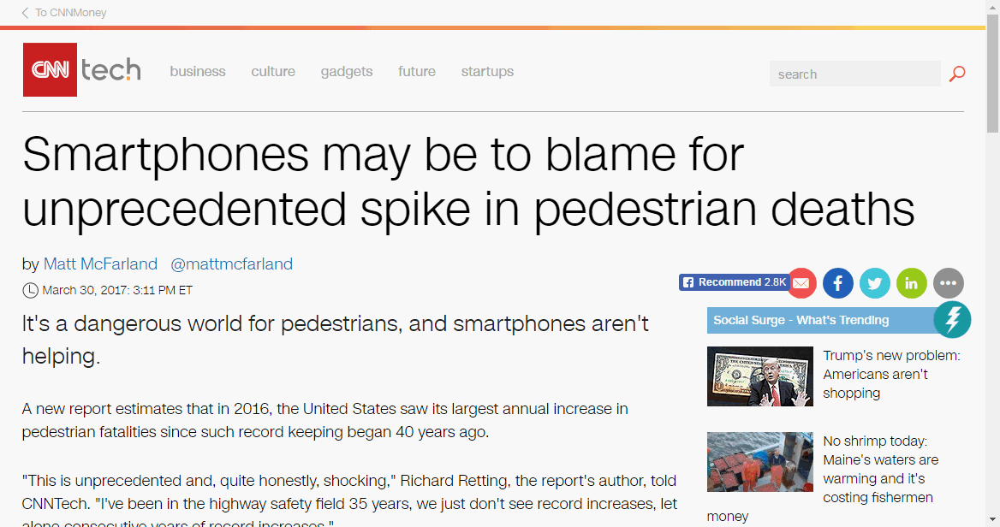 To CNNMoney
CNN tech
business culture gadgets future startups
search
Smartphones may be to blame for
unprecedented spike in pedestrian deaths
by Matt McFarland @mattmcfarland
March 30, 2017: 3:11 PM ET
Recommend 2.8K
It's a dangerous world for pedestrians, and smartphones aren't
helping.
A new report estimates that in 2016, the United States saw its largest annual increase in
pedestrian fatalities since such record keeping began 40 years ago.
"This is unprecedented and, quite honestly, shocking," Richard Retting, the report's author, told
CNNTech. "I've been in the highway safety field 35 years, we just don't see record increases, let
alone consecutive years of record increases."
Social Surge - What's Trending
Trump's new problem:
Americans aren't
shopping
No shrimp today:
Maine's waters are
warming and it's
costing fishermen
money